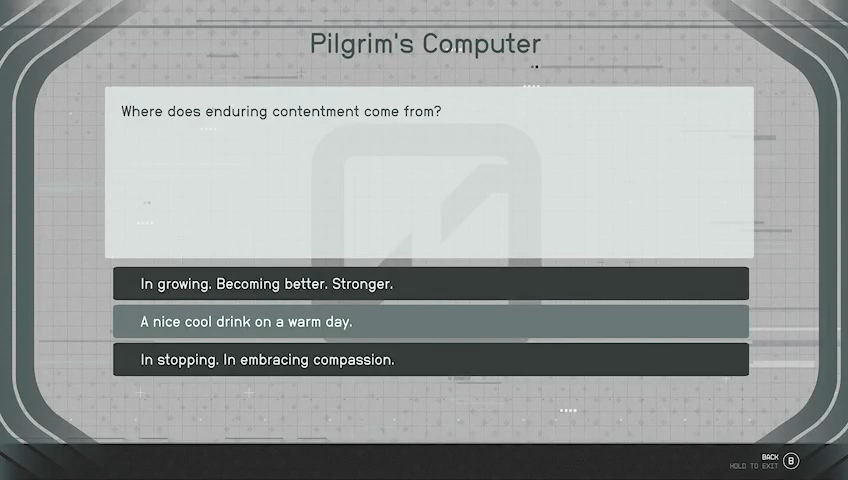 Pilgrim's Computer
Where does enduring contentment come from?
In growing. Becoming better. Stronger.
A nice cool drink on a warm day.
In stopping. In embracing compassion.
BACK
HOLD TO EXIT
B